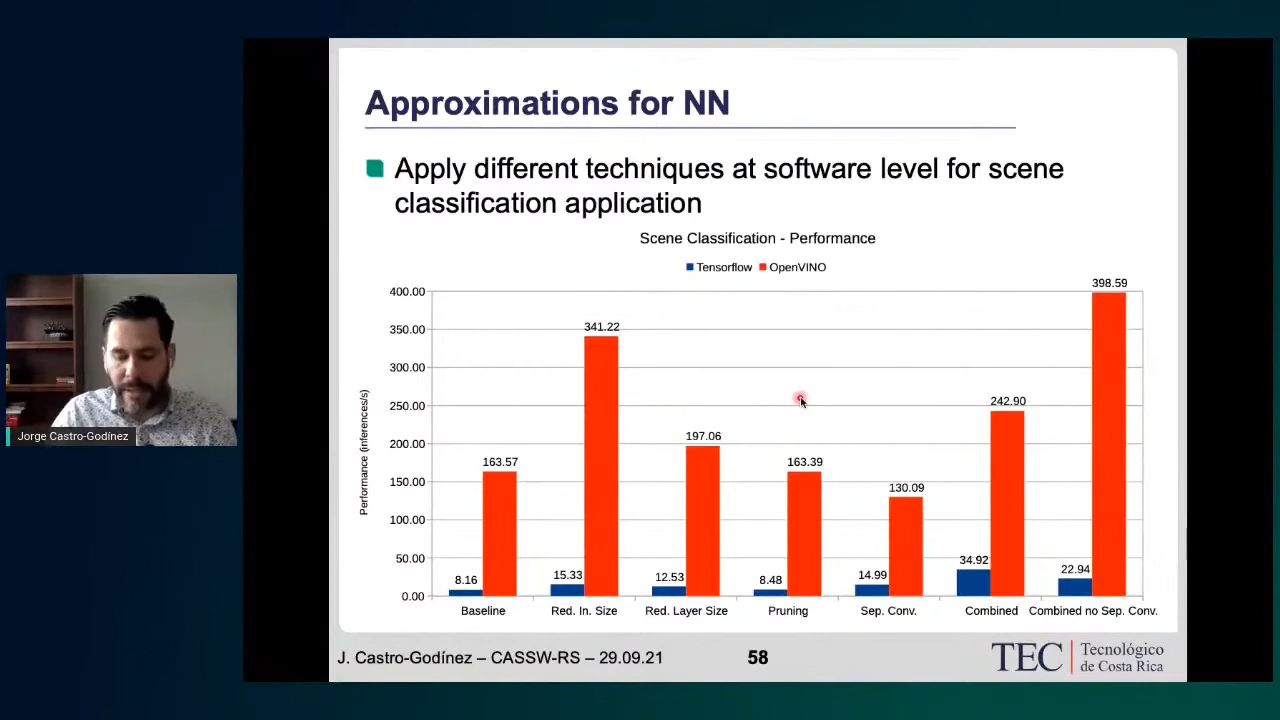 Approximations for NN
Apply different techniques at software level for scene
classification application
Scene Classification - Performance
Tensorflow OpenVINO
Performance (inferences/s)
400.00
350.00
300.00
250.00
200.00
150.00
100.00
50.00
0.00
8.16 163.57
15.33 341.22
12.53 197.06
8.48 163.39
14.99 130.09
34.92 242.90
22.94 398.59
Baseline Red. In. Size Red. Layer Size Pruning Sep. Conv. Combined Combined no Sep. Conv.
Jorge Castro-Godínez
J. Castro-Godínez – CASSW-RS – 29.09.21
58
TEC Tecnológico
de Costa Rica